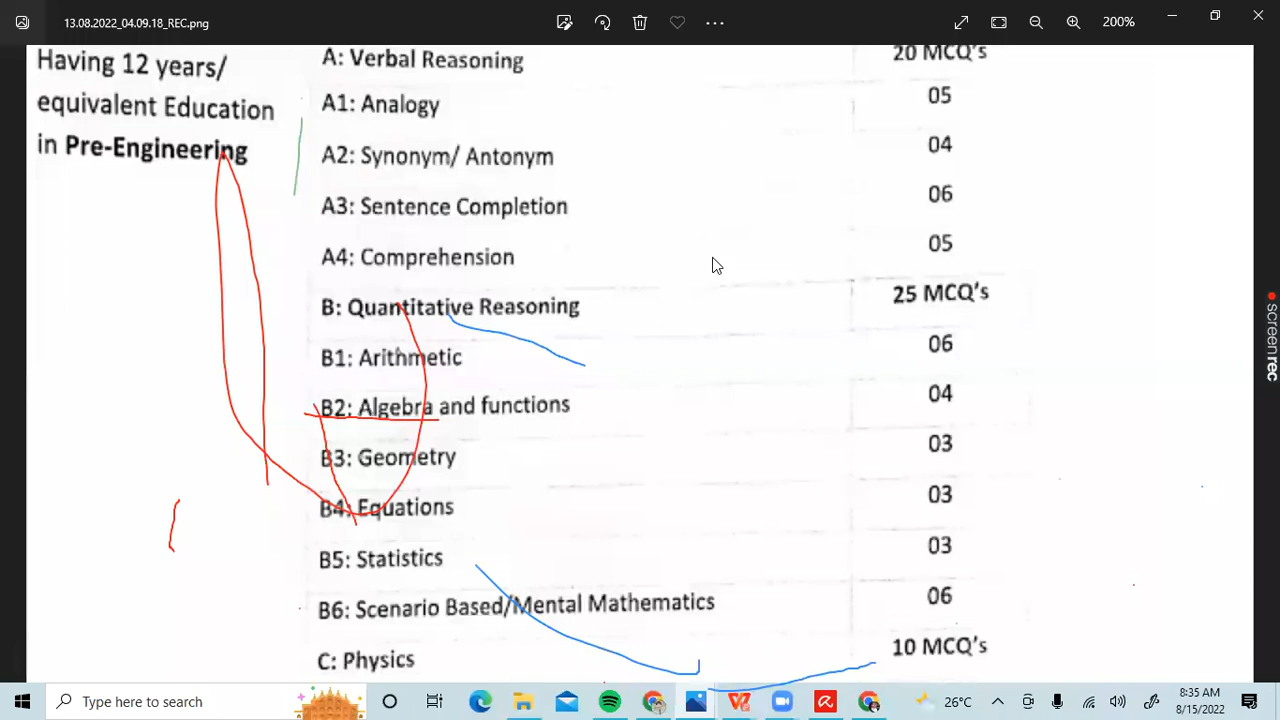 13.08.2022_04.09.18_REC.png
200%
Having 12 years/
equivalent Education
in Pre-Engineering
A: Verbal Reasoning 20 MCQ's
A1: Analogy 05
A2: Synonym/ Antonym 04
A3: Sentence Completion 06
A4: Comprehension 05
B: Quantitative Reasoning 25 MCQ's
B1: Arithmetic 06
B2: Algebra and functions 04
B3: Geometry 03
B4: Equations 03
B5: Statistics 03
B6: Scenario Based/Mental Mathematics 06
C: Physics 10 MCQ's
screenrec
Type here to search
26°C
8:35 AM
8/15/2022